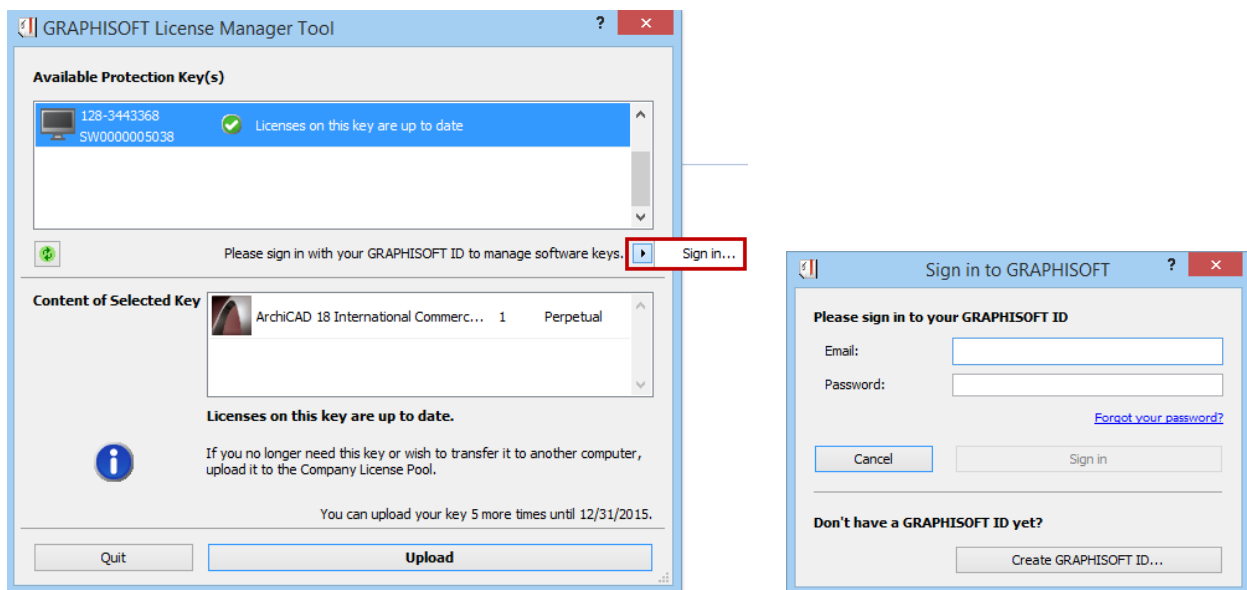 GRAPHISOFT License Manager Tool
?
Available Protection Key(s)
128-3443368
SW0000005038
Licenses on this key are up to date
Please sign in with your GRAPHISOFT ID to manage software keys.
Sign in...
Content of Selected Key
ArchiCAD 18 International Commerc... 1 Perpetual
Licenses on this key are up to date.
If you no longer need this key or wish to transfer it to another computer,
upload it to the Company License Pool.
You can upload your key 5 more times until 12/31/2015.
Quit
Upload
Sign in to GRAPHISOFT
?
Please sign in to your GRAPHISOFT ID
Email:
Password:
Forgot your password?
Cancel
Sign in
Don't have a GRAPHISOFT ID yet?
Create GRAPHISOFT ID...